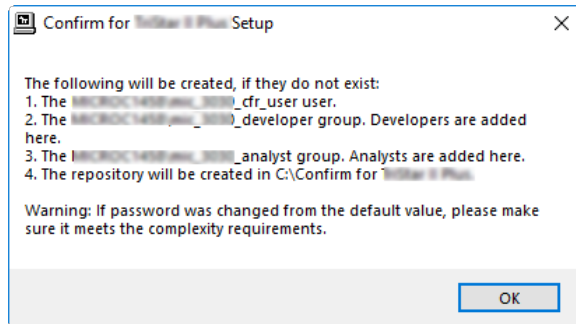 Confirm for Setup
The following will be created, if they do not exist:
1. The _cfr_user user.
2. The _developer group. Developers are added
here.
3. The _analyst group. Analysts are added here.
4. The repository will be created in C:\Confirm for
Warning: If password was changed from the default value, please make
sure it meets the complexity requirements.
OK